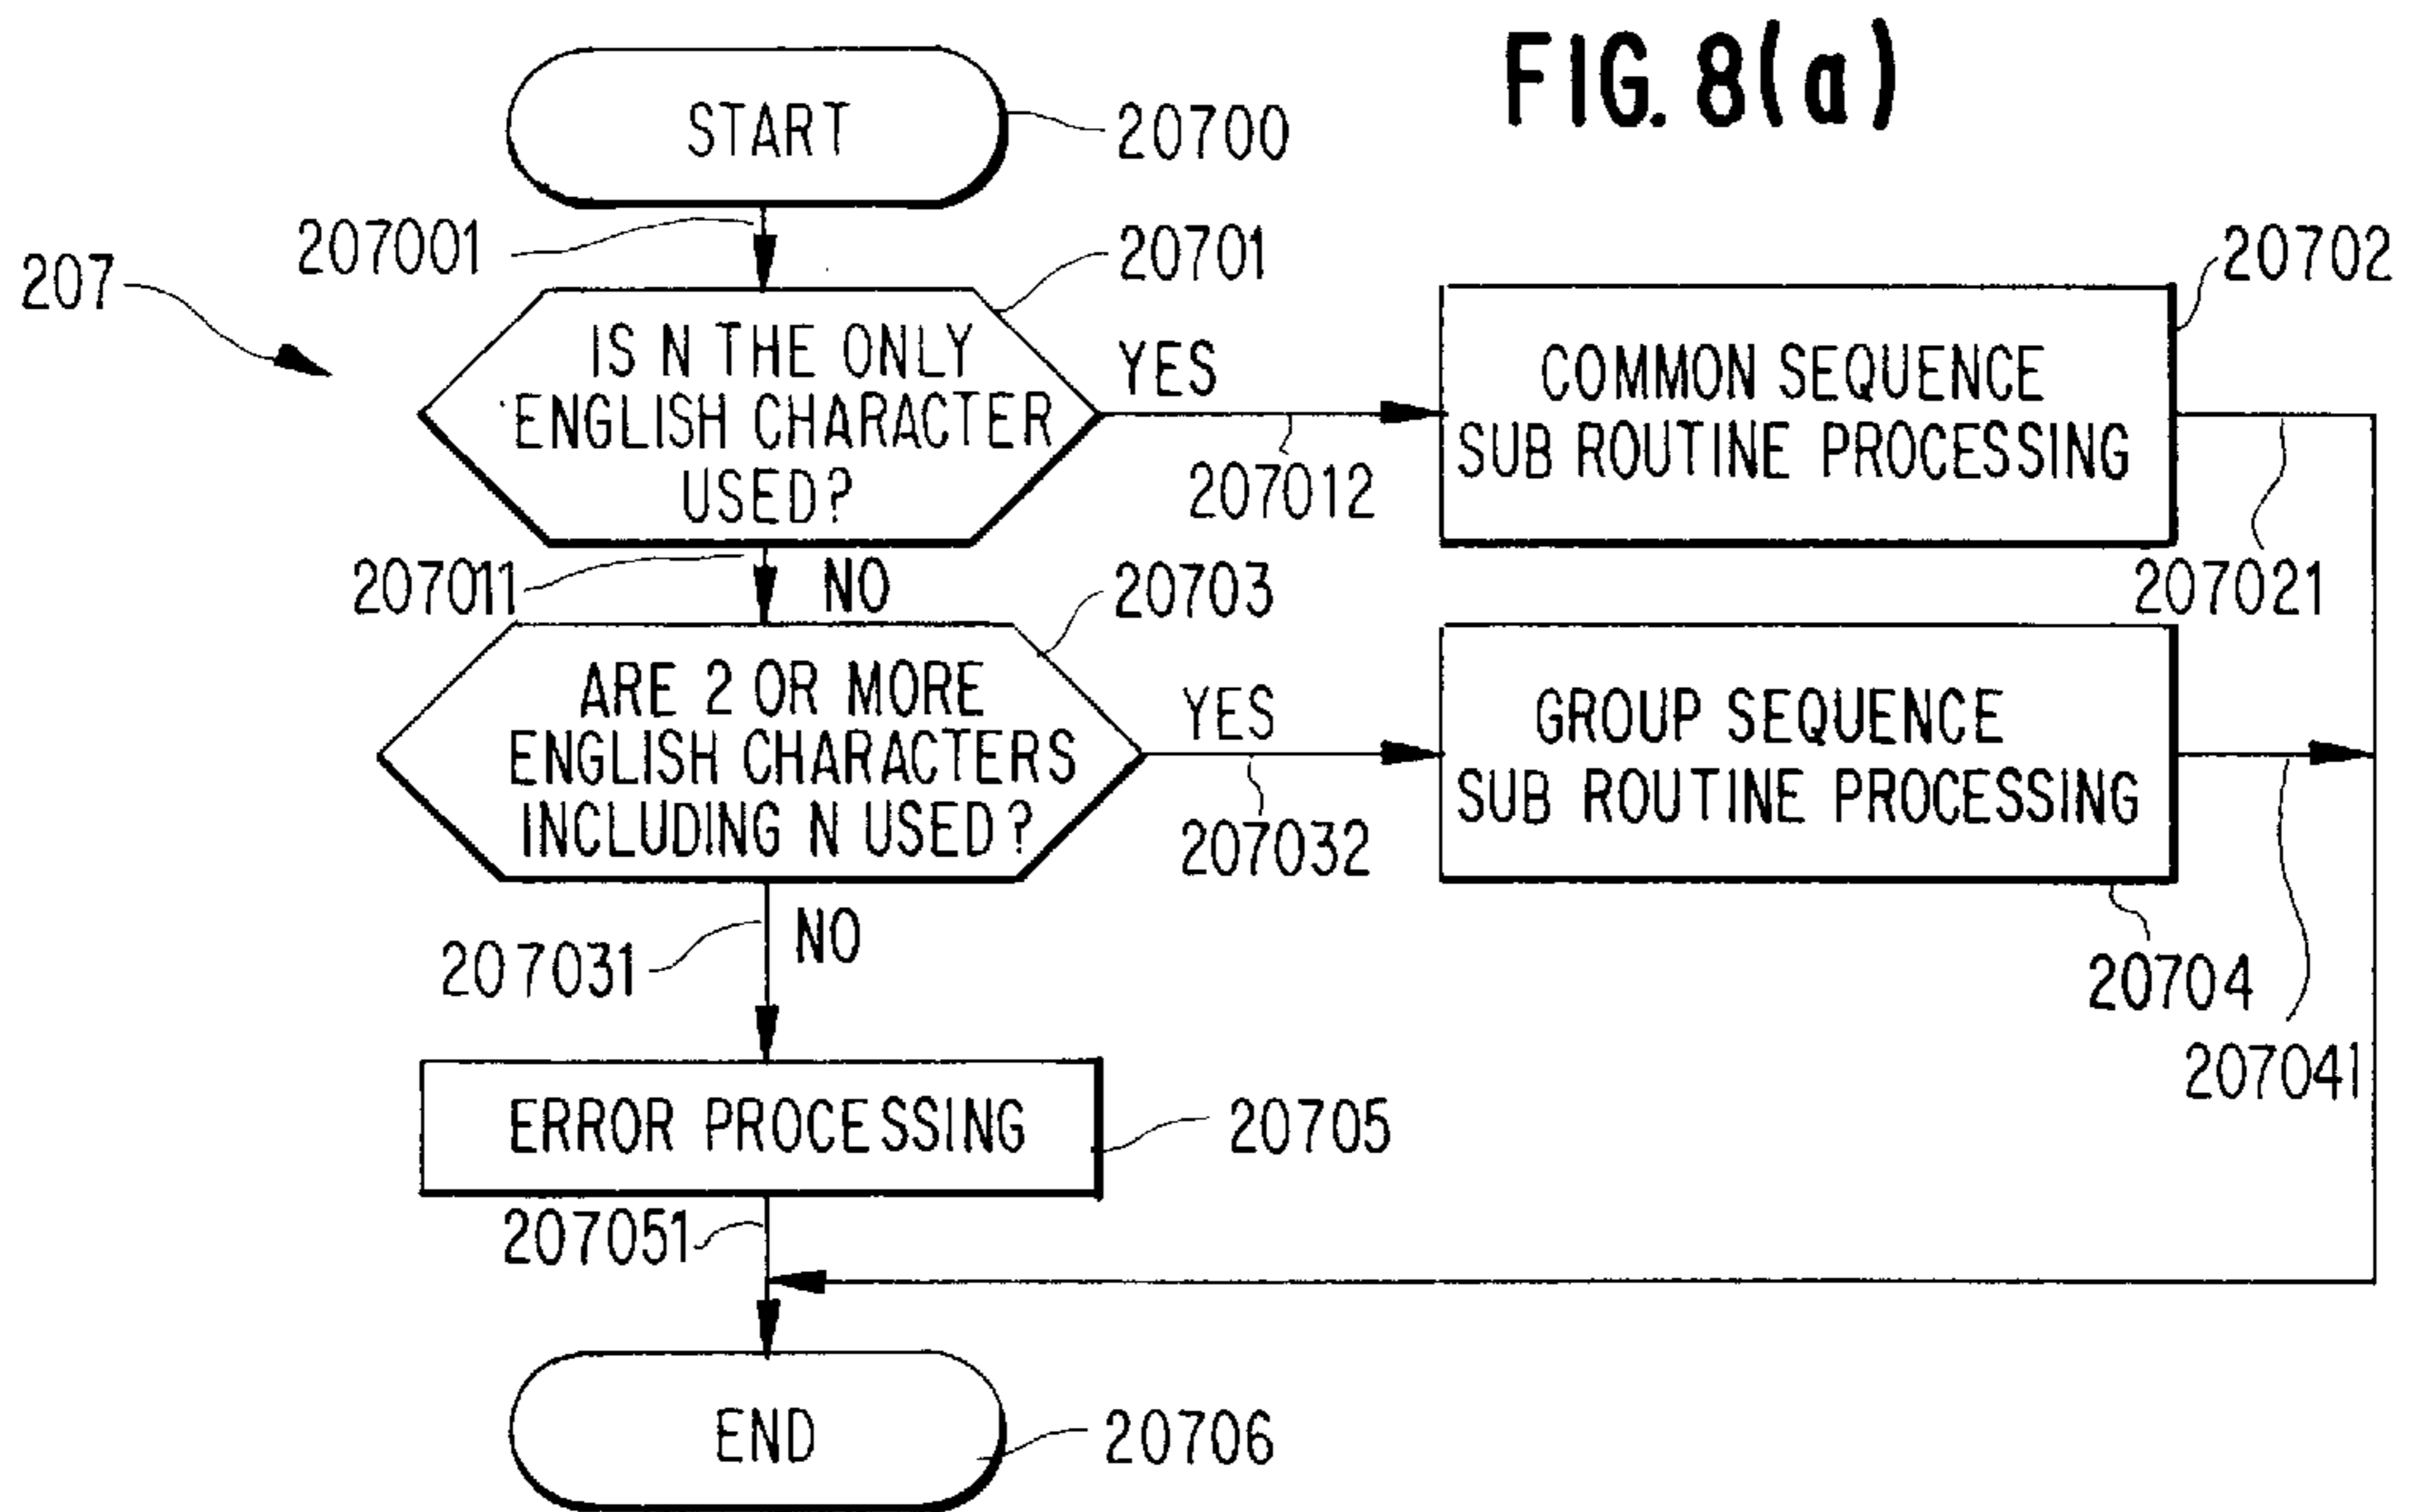 FIG. 8(a)
START
20700
207001
207
20701
IS N THE ONLY
ENGLISH CHARACTER
USED?
YES
207012
20702
COMMON SEQUENCE
SUB ROUTINE PROCESSING
207021
207011
NO
20703
ARE 2 OR MORE
ENGLISH CHARACTERS
INCLUDING N USED?
YES
207032
GROUP SEQUENCE
SUB ROUTINE PROCESSING
20704
207041
207031
NO
ERROR PROCESSING
20705
207051
END
20706